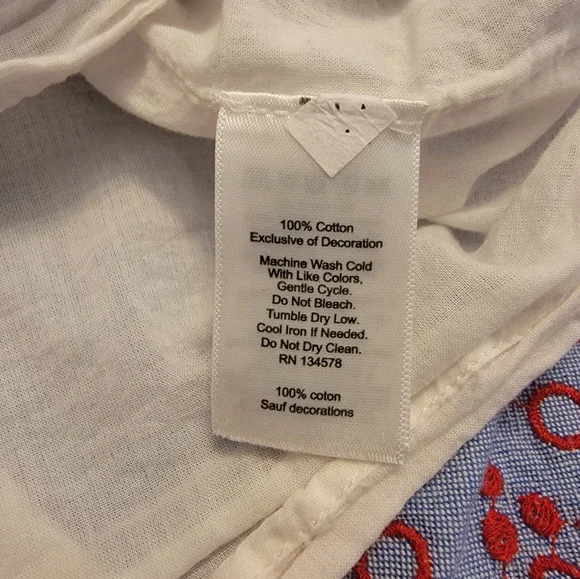 100% Cotton
Exclusive of Decoration
Machine Wash Cold
With Like Colors,
Gentle Cycle.
Do Not Bleach.
Tumble Dry Low.
Cool Iron If Needed.
Do Not Dry Clean.
RN 134578
100% coton
Sauf decorations